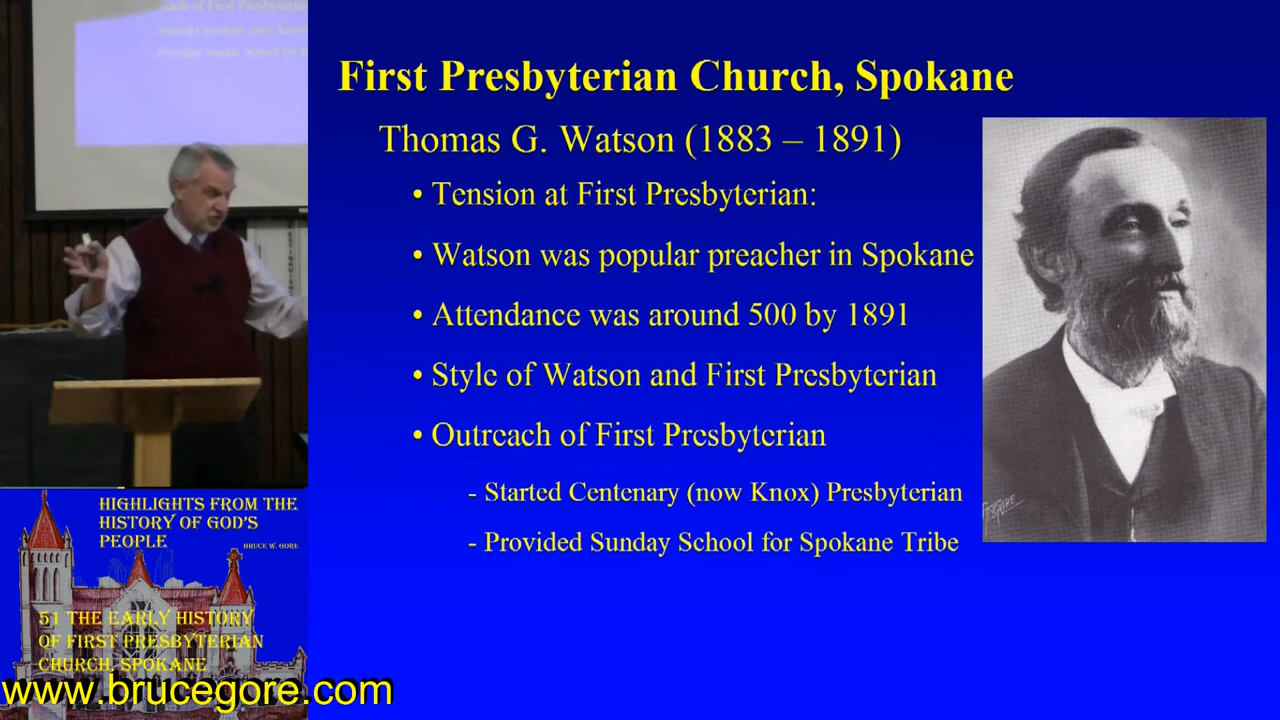 First Presbyterian Church, Spokane
Thomas G. Watson (1883 – 1891)
• Tension at First Presbyterian:
• Watson was popular preacher in Spokane
• Attendance was around 500 by 1891
• Style of Watson and First Presbyterian
• Outreach of First Presbyterian
- Started Centenary (now Knox) Presbyterian
- Provided Sunday School for Spokane Tribe
HIGHLIGHTS FROM THE
HISTORY OF GOD'S
PEOPLE
BRUCE W. GORE
51 THE EARLY HISTORY
OF FIRST PRESBYTERIAN
CHURCH, SPOKANE
www.brucegore.com